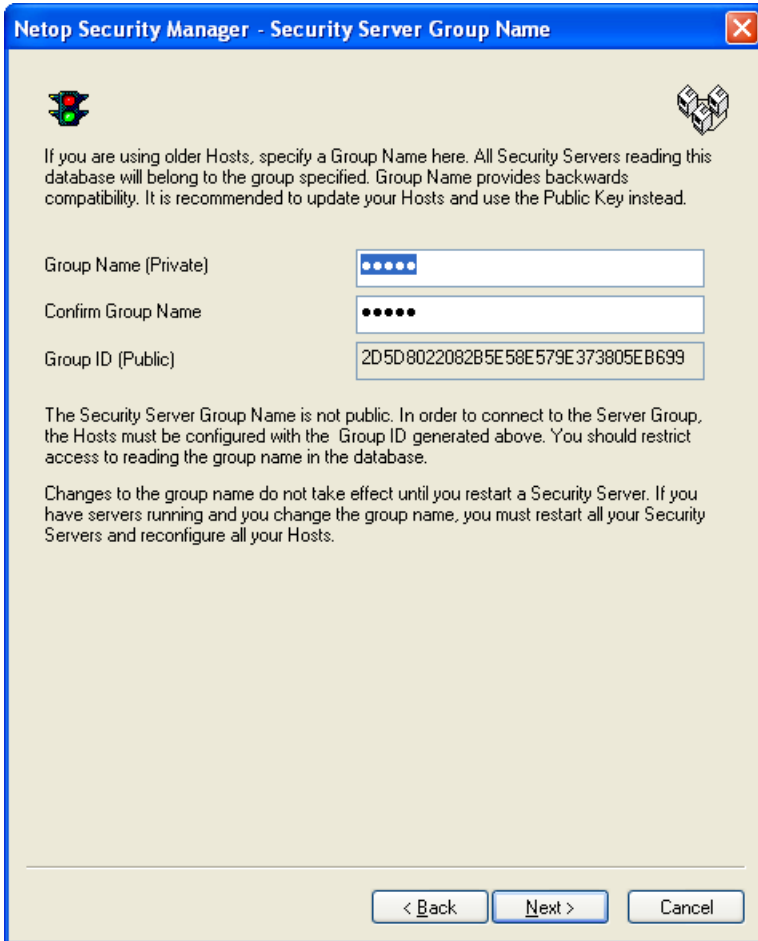 Netop Security Manager - Security Server Group Name
If you are using older Hosts, specify a Group Name here. All Security Servers reading this
database will belong to the group specified. Group Name provides backwards
compatibility. It is recommended to update your Hosts and use the Public Key instead.
Group Name (Private)
●●●●●
Confirm Group Name
●●●●●
Group ID (Public)
2D5D8022082B5E58E579E373805EB699
The Security Server Group Name is not public. In order to connect to the Server Group,
the Hosts must be configured with the  Group ID generated above. You should restrict
access to reading the group name in the database.
Changes to the group name do not take effect until you restart a Security Server. If you
have servers running and you change the group name, you must restart all your Security
Servers and reconfigure all your Hosts.
< Back
Next >
Cancel